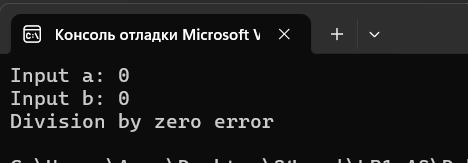 Консоль отладки Microsoft V
Input a: 0
Input b: 0
Division by zero error